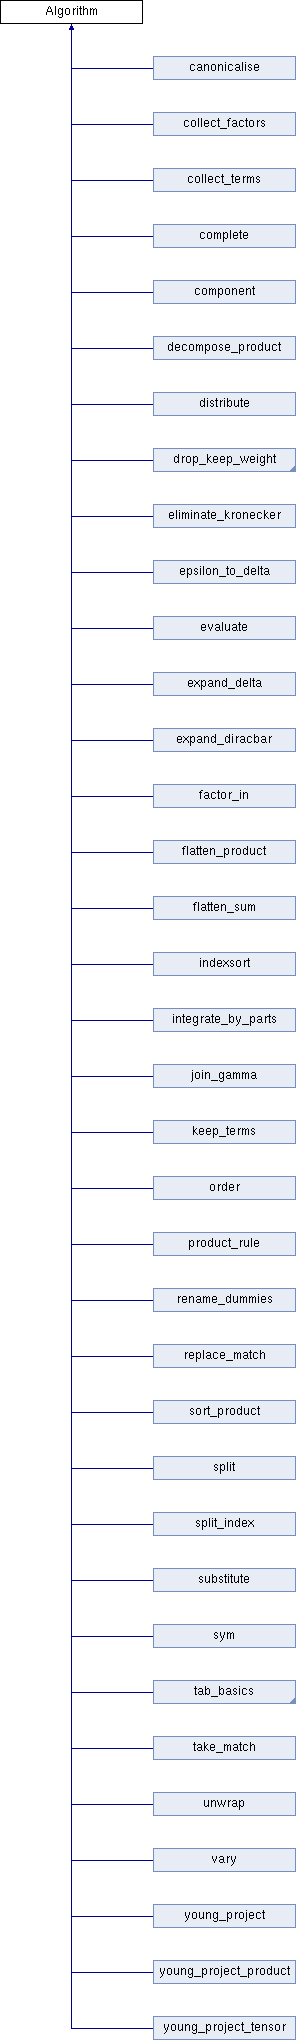 Algorithm
canonicalise
collect_factors
collect_terms
complete
component
decompose_product
distribute
drop_keep_weight
eliminate_kronecker
epsilon_to_delta
evaluate
expand_delta
expand_diracbar
factor_in
flatten_product
flatten_sum
indexsort
integrate_by_parts
join_gamma
keep_terms
order
product_rule
rename_dummies
replace_match
sort_product
split
split_index
substitute
sym
tab_basics
take_match
unwrap
vary
young_project
young_project_product
young_project_tensor